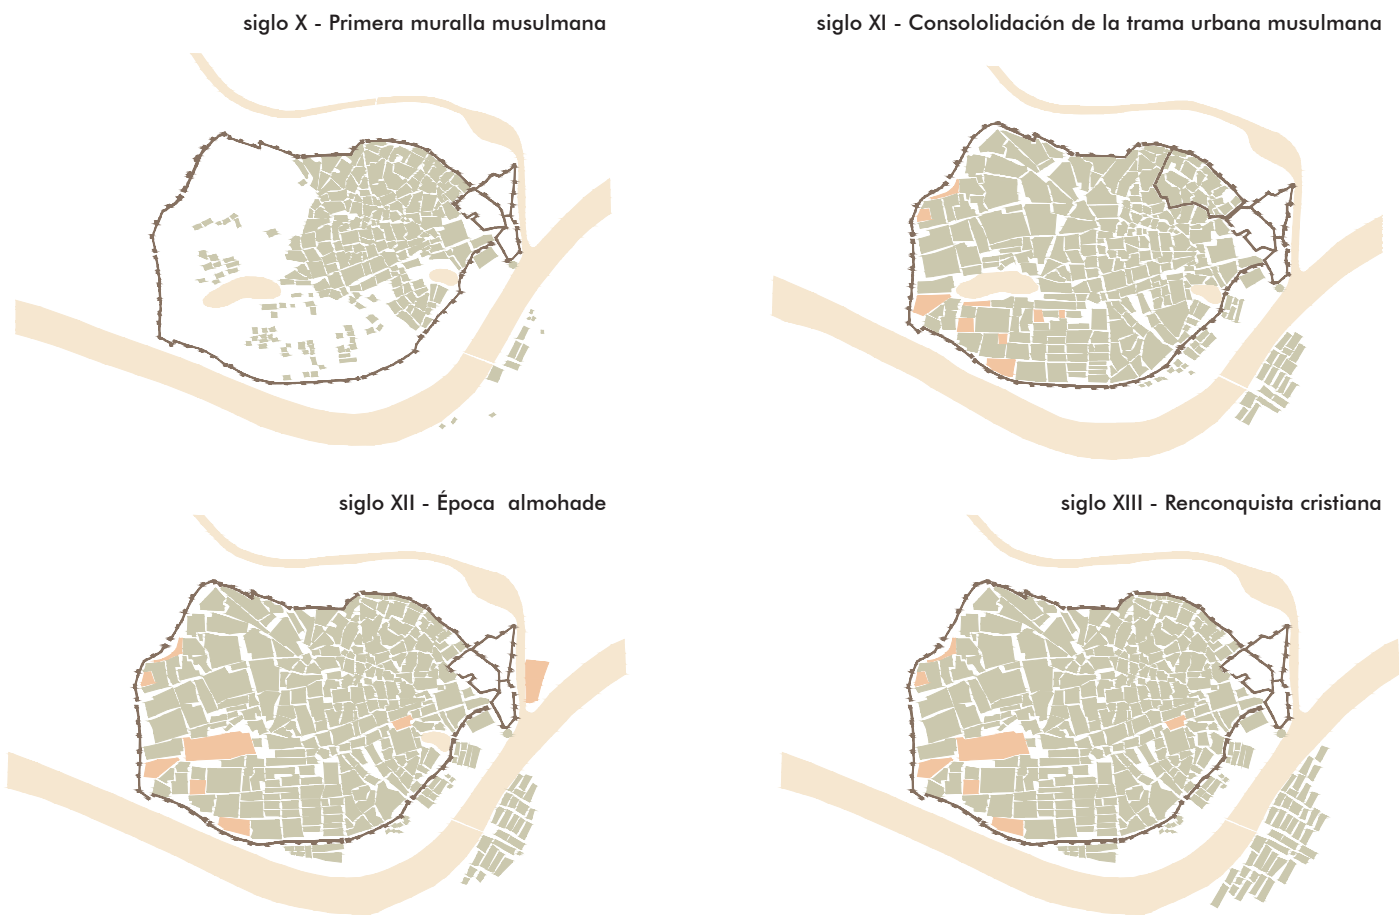 siglo X - Primera muralla musulmana
siglo XI - Consololidación de la trama urbana musulmana
siglo XII - Época  almohade
siglo XIII - Renconquista cristiana